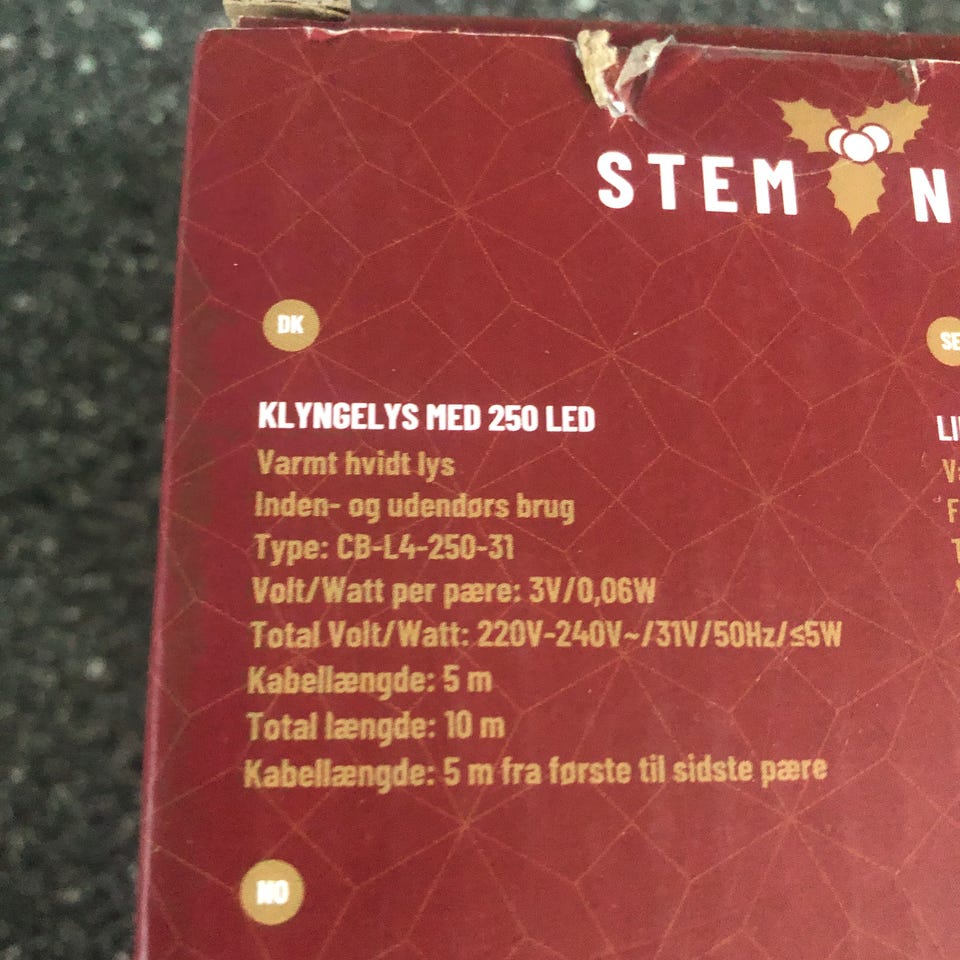 STEM N
DK
KLYNGELYS MED 250 LED
Varmt hvidt lys
Inden- og udendørs brug
Type: CB-L4-250-31
Volt/Watt per pære: 3V/0,06W
Total Volt/Watt: 220V-240V~/31V/50Hz/≤5W
Kabellængde: 5 m
Total længde: 10 m
Kabellængde: 5 m fra første til sidste pære
SE
NO